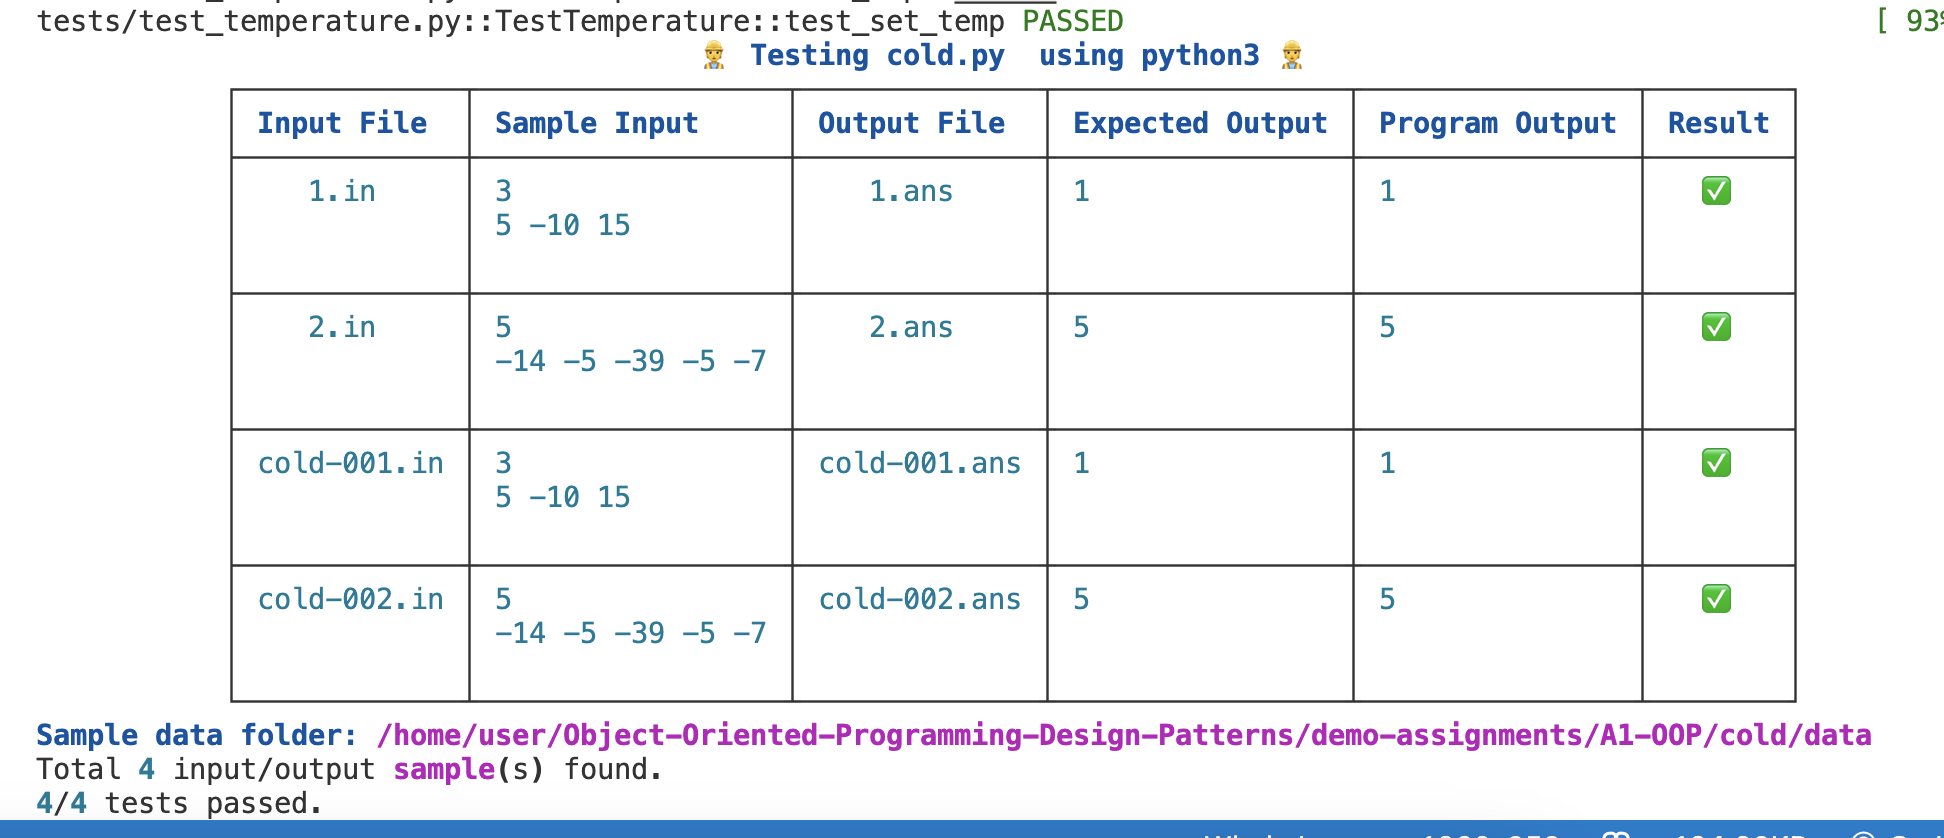 tests/test_temperature.py::TestTemperature::test_set_temp PASSED [ 93%
Testing cold.py  using python3
Input File Sample Input Output File Expected Output Program Output Result
1.in 3 1.ans 1 1
5 -10 15
2.in 5 2.ans 5 5
-14 -5 -39 -5 -7
cold-001.in 3 cold-001.ans 1 1
5 -10 15
cold-002.in 5 cold-002.ans 5 5
-14 -5 -39 -5 -7
Sample data folder: /home/user/Object-Oriented-Programming-Design-Patterns/demo-assignments/A1-OOP/cold/data
Total 4 input/output sample(s) found.
4/4 tests passed.